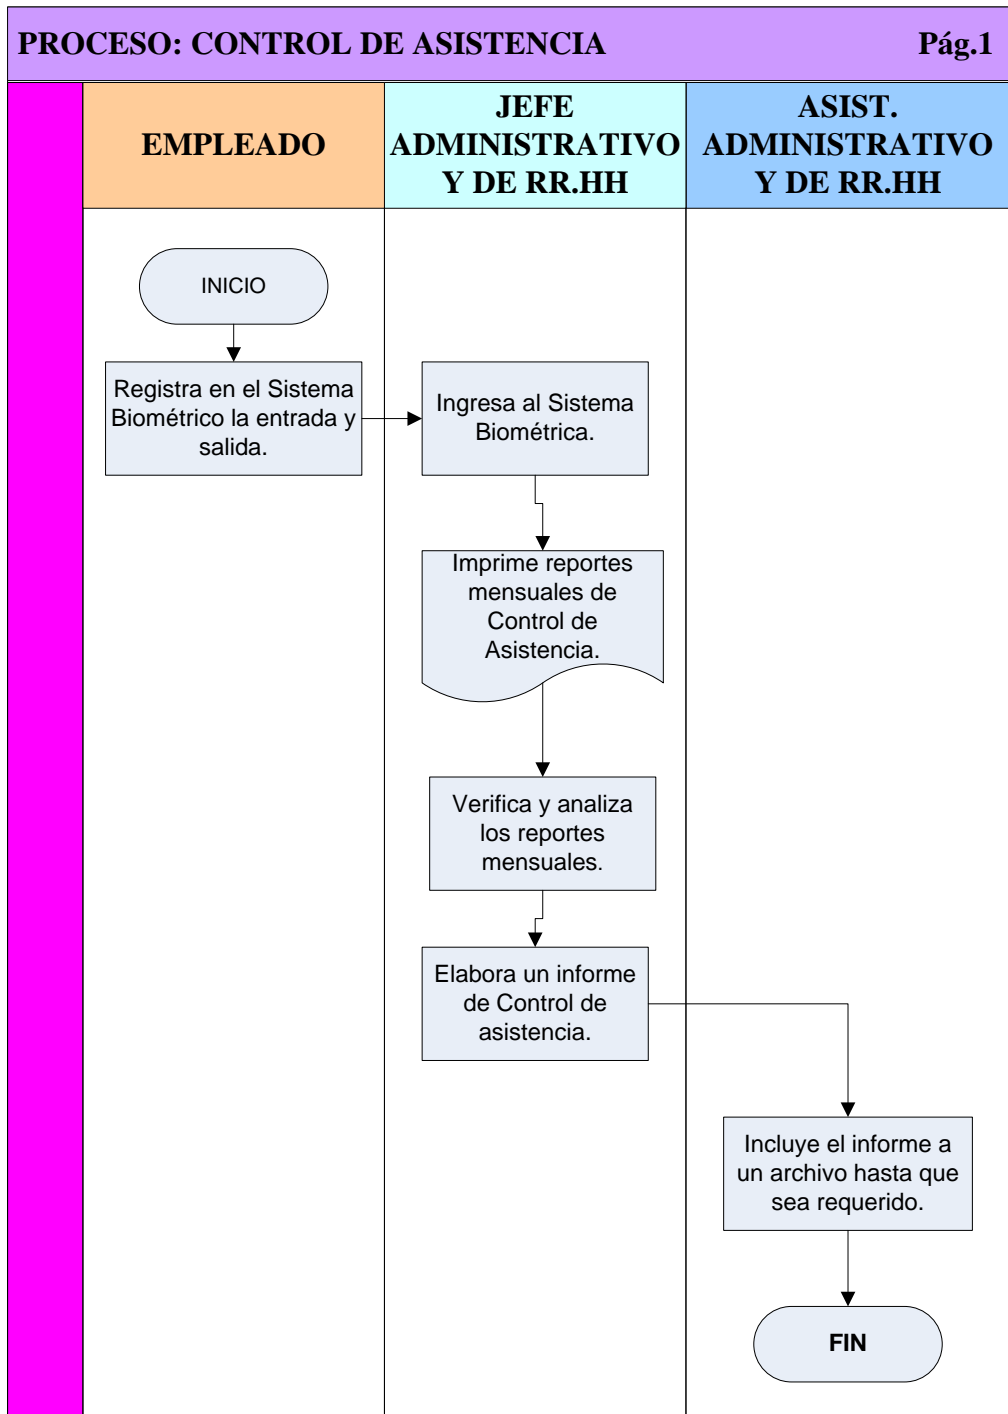 PROCESO: CONTROL DE ASISTENCIA Pág.1
EMPLEADO
JEFE
ADMINISTRATIVO
Y DE RR.HH
ASIST.
ADMINISTRATIVO
Y DE RR.HH
INICIO
Registra en el Sistema
Biométrico la entrada y
salida.
Ingresa al Sistema
Biométrica.
Imprime reportes
mensuales de
Control de
Asistencia.
Verifica y analiza
los reportes
mensuales.
Elabora un informe
de Control de
asistencia.
Incluye el informe a
un archivo hasta que
sea requerido.
FIN